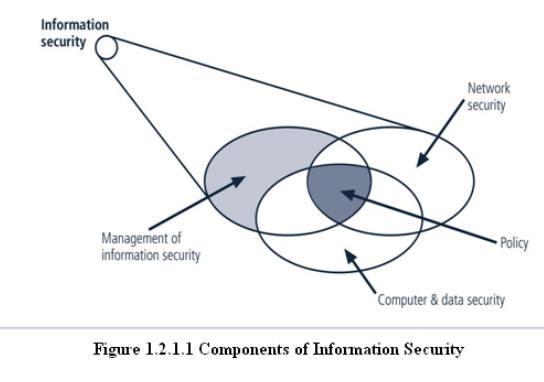 Information
security
Network
security
Management of
information security
Policy
Computer & data security
Figure 1.2.1.1 Components of Information Security